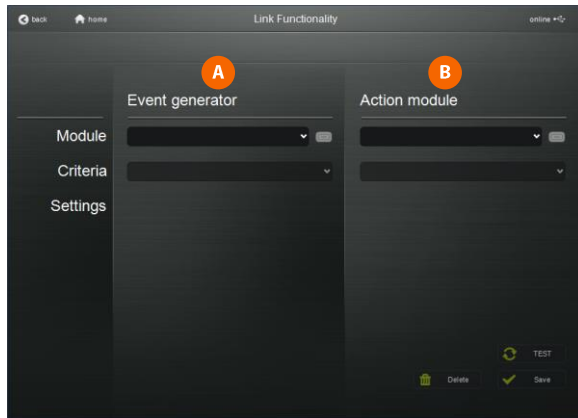 back home Link Functionality online
A B
Event generator Action module
Module
Criteria
Settings
TEST
Delete Save